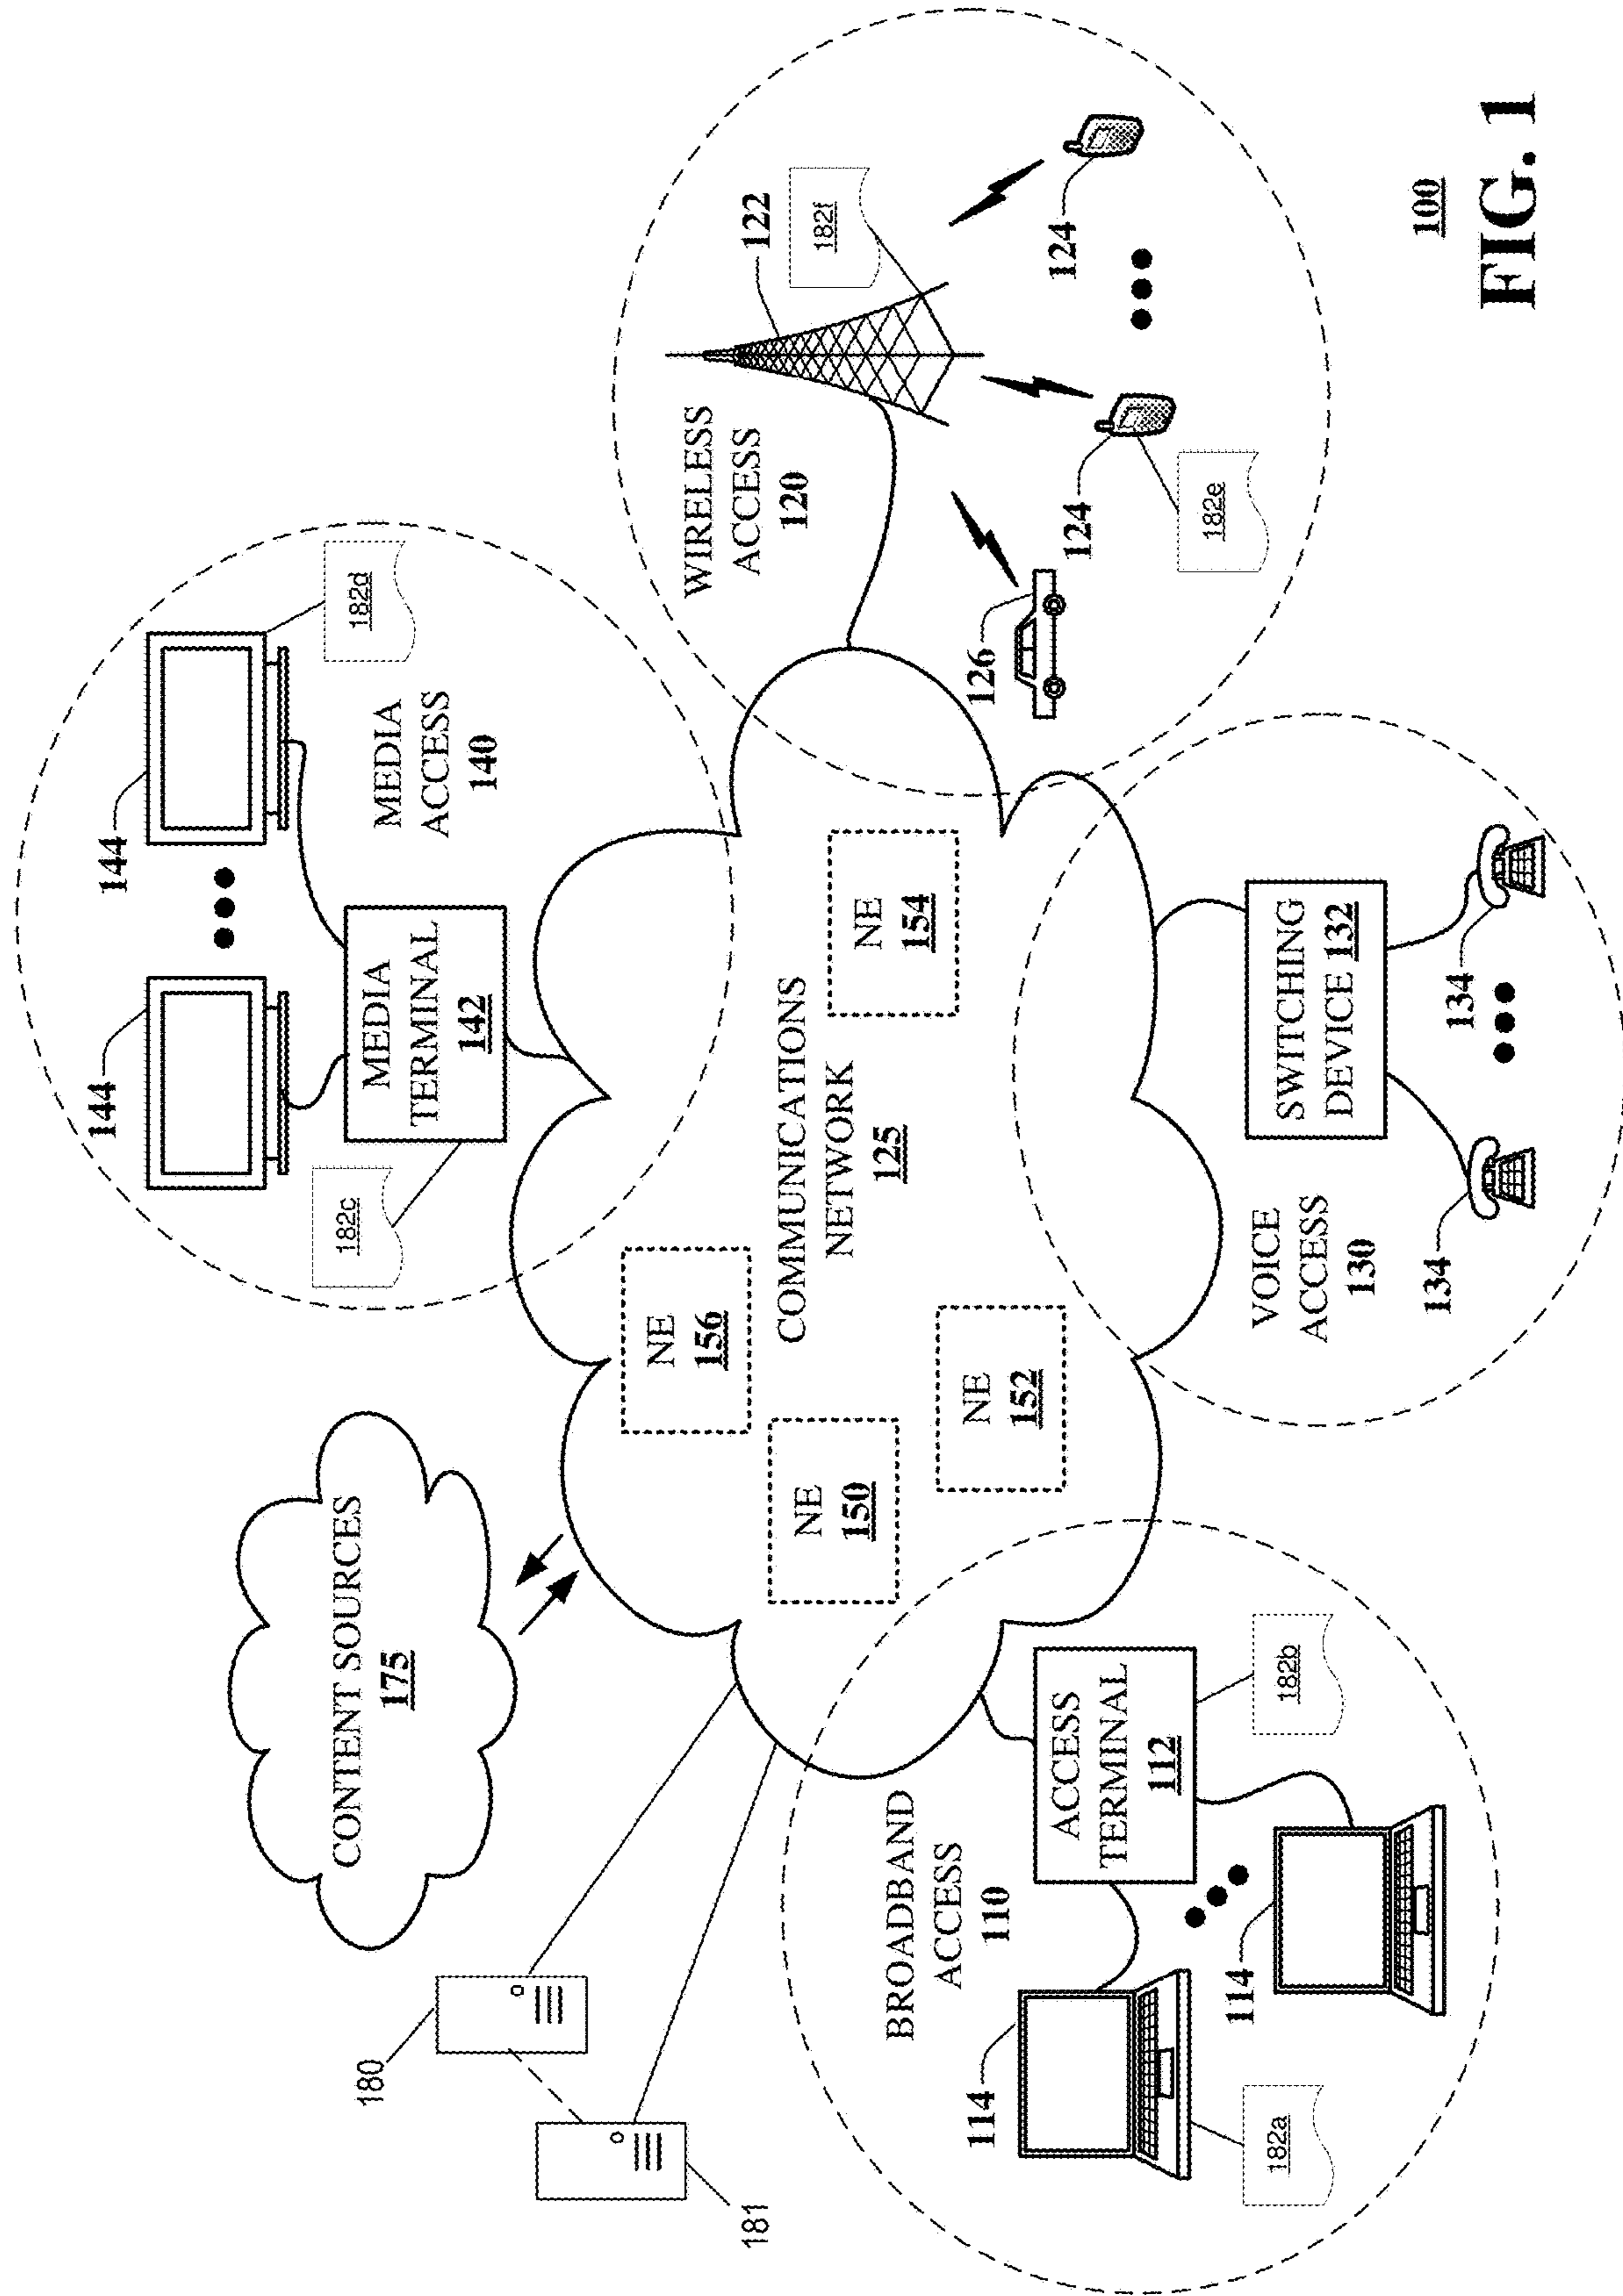 180
181
CONTENT SOURCES
175
144
144
182c
MEDIA
TERMINAL
142
182d
MEDIA
ACCESS
140
NE
156
NE
150
NE
152
COMMUNICATIONS
NETWORK
125
NE
154
WIRELESS
ACCESS
120
122
182f
126
124
124
182e
BROADBAND
ACCESS
110
114
182a
ACCESS
TERMINAL
112
182b
114
VOICE
ACCESS
130
SWITCHING
DEVICE 132
134
134
100
FIG. 1